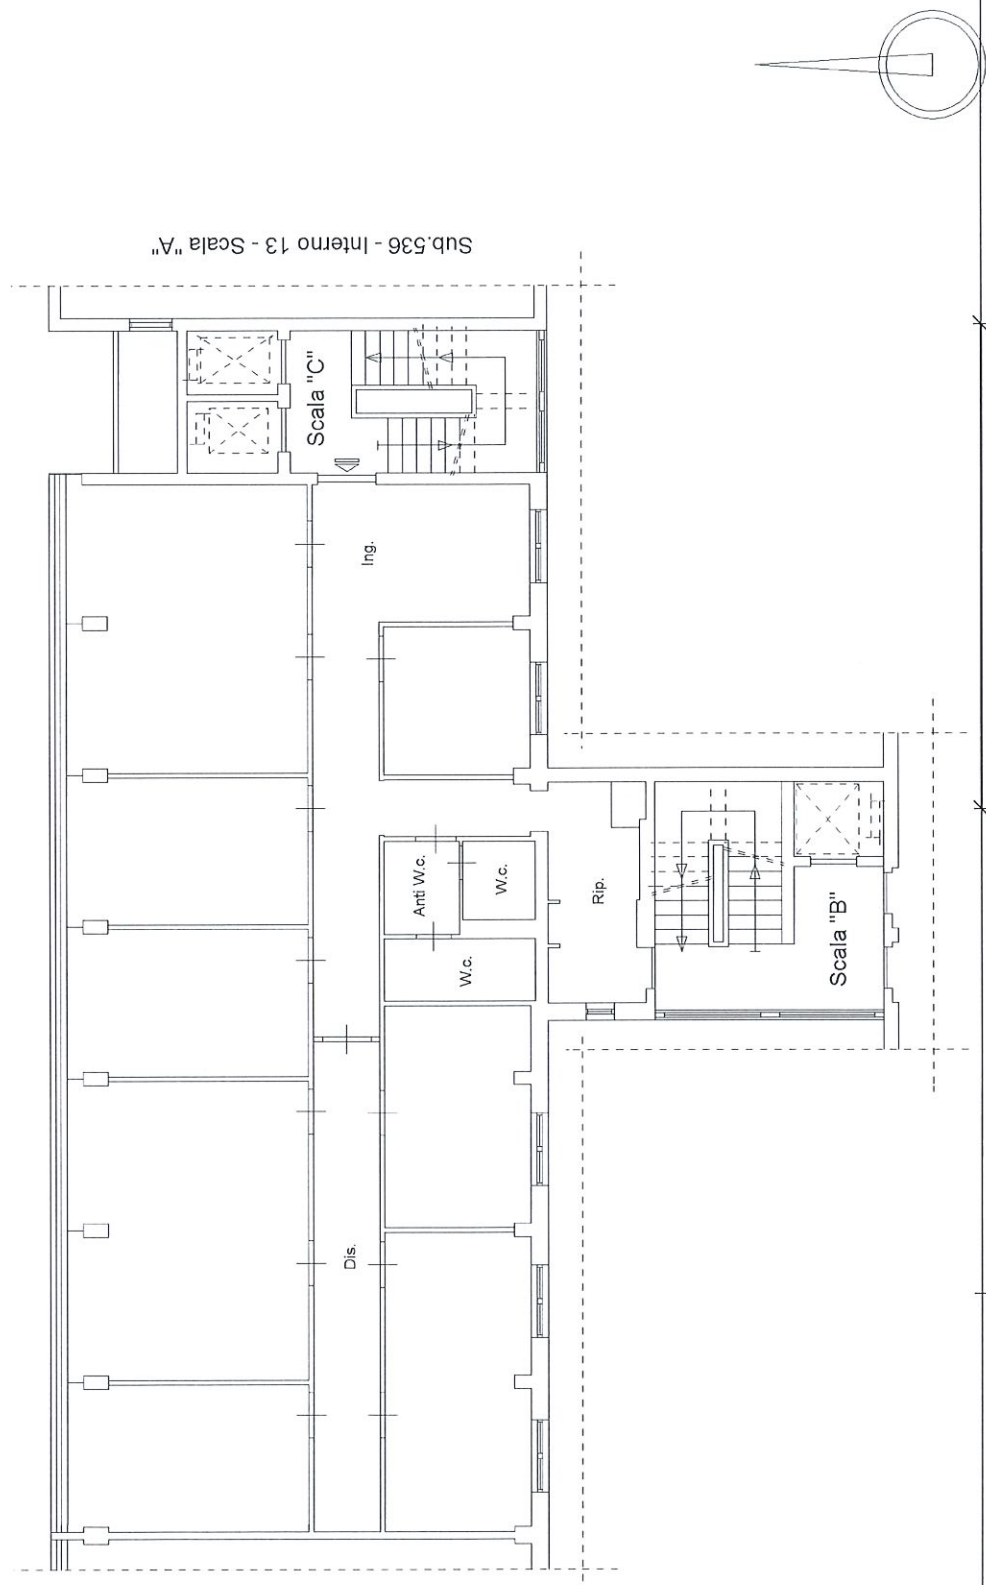 Sub.536 - Interno 13 - Scala "A"
Scala "C"
Ing.
Anti W.c.
W.c.
W.c.
Rip.
Scala "B"
Dis.